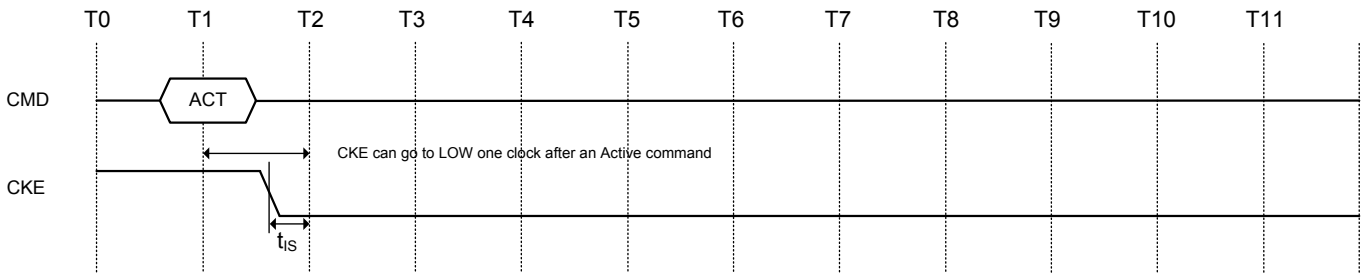 T0 T1 T2 T3 T4 T5 T6 T7 T8 T9 T10 T11
CMD ACT
CKE can go to LOW one clock after an Active command
CKE
tIS